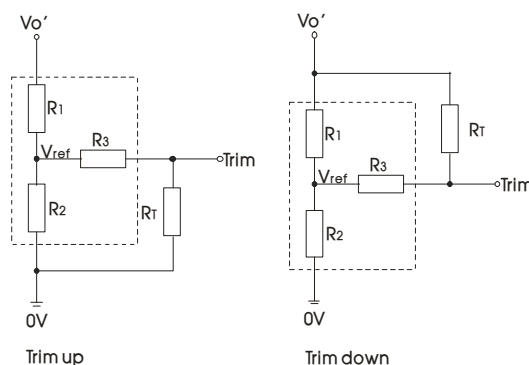 Vo’
R1
R3
Vref
Trim
R2
RT
0V
Trim up
Vo’
R1
RT
R3
Vref
Trim
R2
0V
Trim down